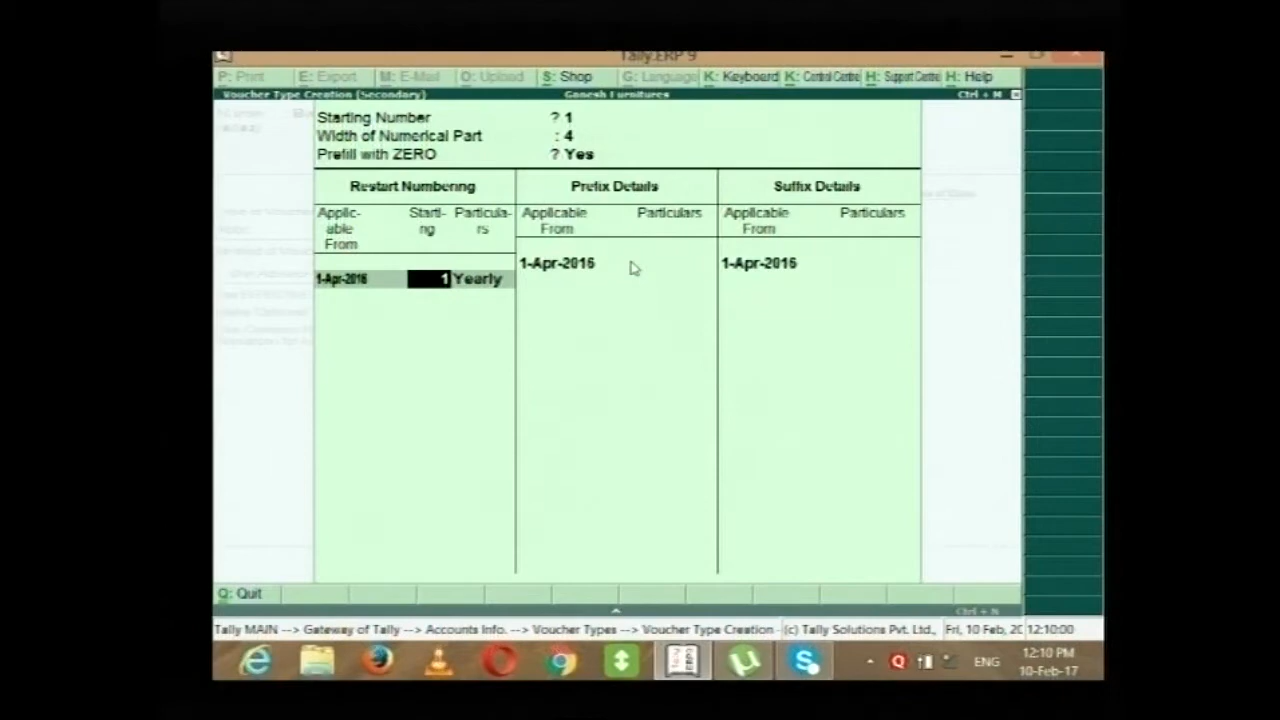 Tally.ERP 9
P: Print E: Export M: E-Mail O: Upload S: Shop G: Language K: Keyboard K: Control Centre H: Support Centre H: Help
Voucher Type Creation (Secondary) Ganesh Furnitures Ctrl + M
Starting Number ? 1
Width of Numerical Part : 4
Prefill with ZERO ? Yes
Restart Numbering Prefix Details Suffix Details
Applic- Starti- Particula- Applicable Particulars Applicable Particulars
able ng rs From From
From
1-Apr-2016 1-Apr-2016
1-Apr-2016 1 Yearly
Q: Quit
Ctrl + N
Tally MAIN --> Gateway of Tally --> Accounts Info. --> Voucher Types --> Voucher Type Creation - (c) Tally Solutions Pvt. Ltd., Fri, 10 Feb, 20 12:10:00
ENG
12:10 PM
10-Feb-17